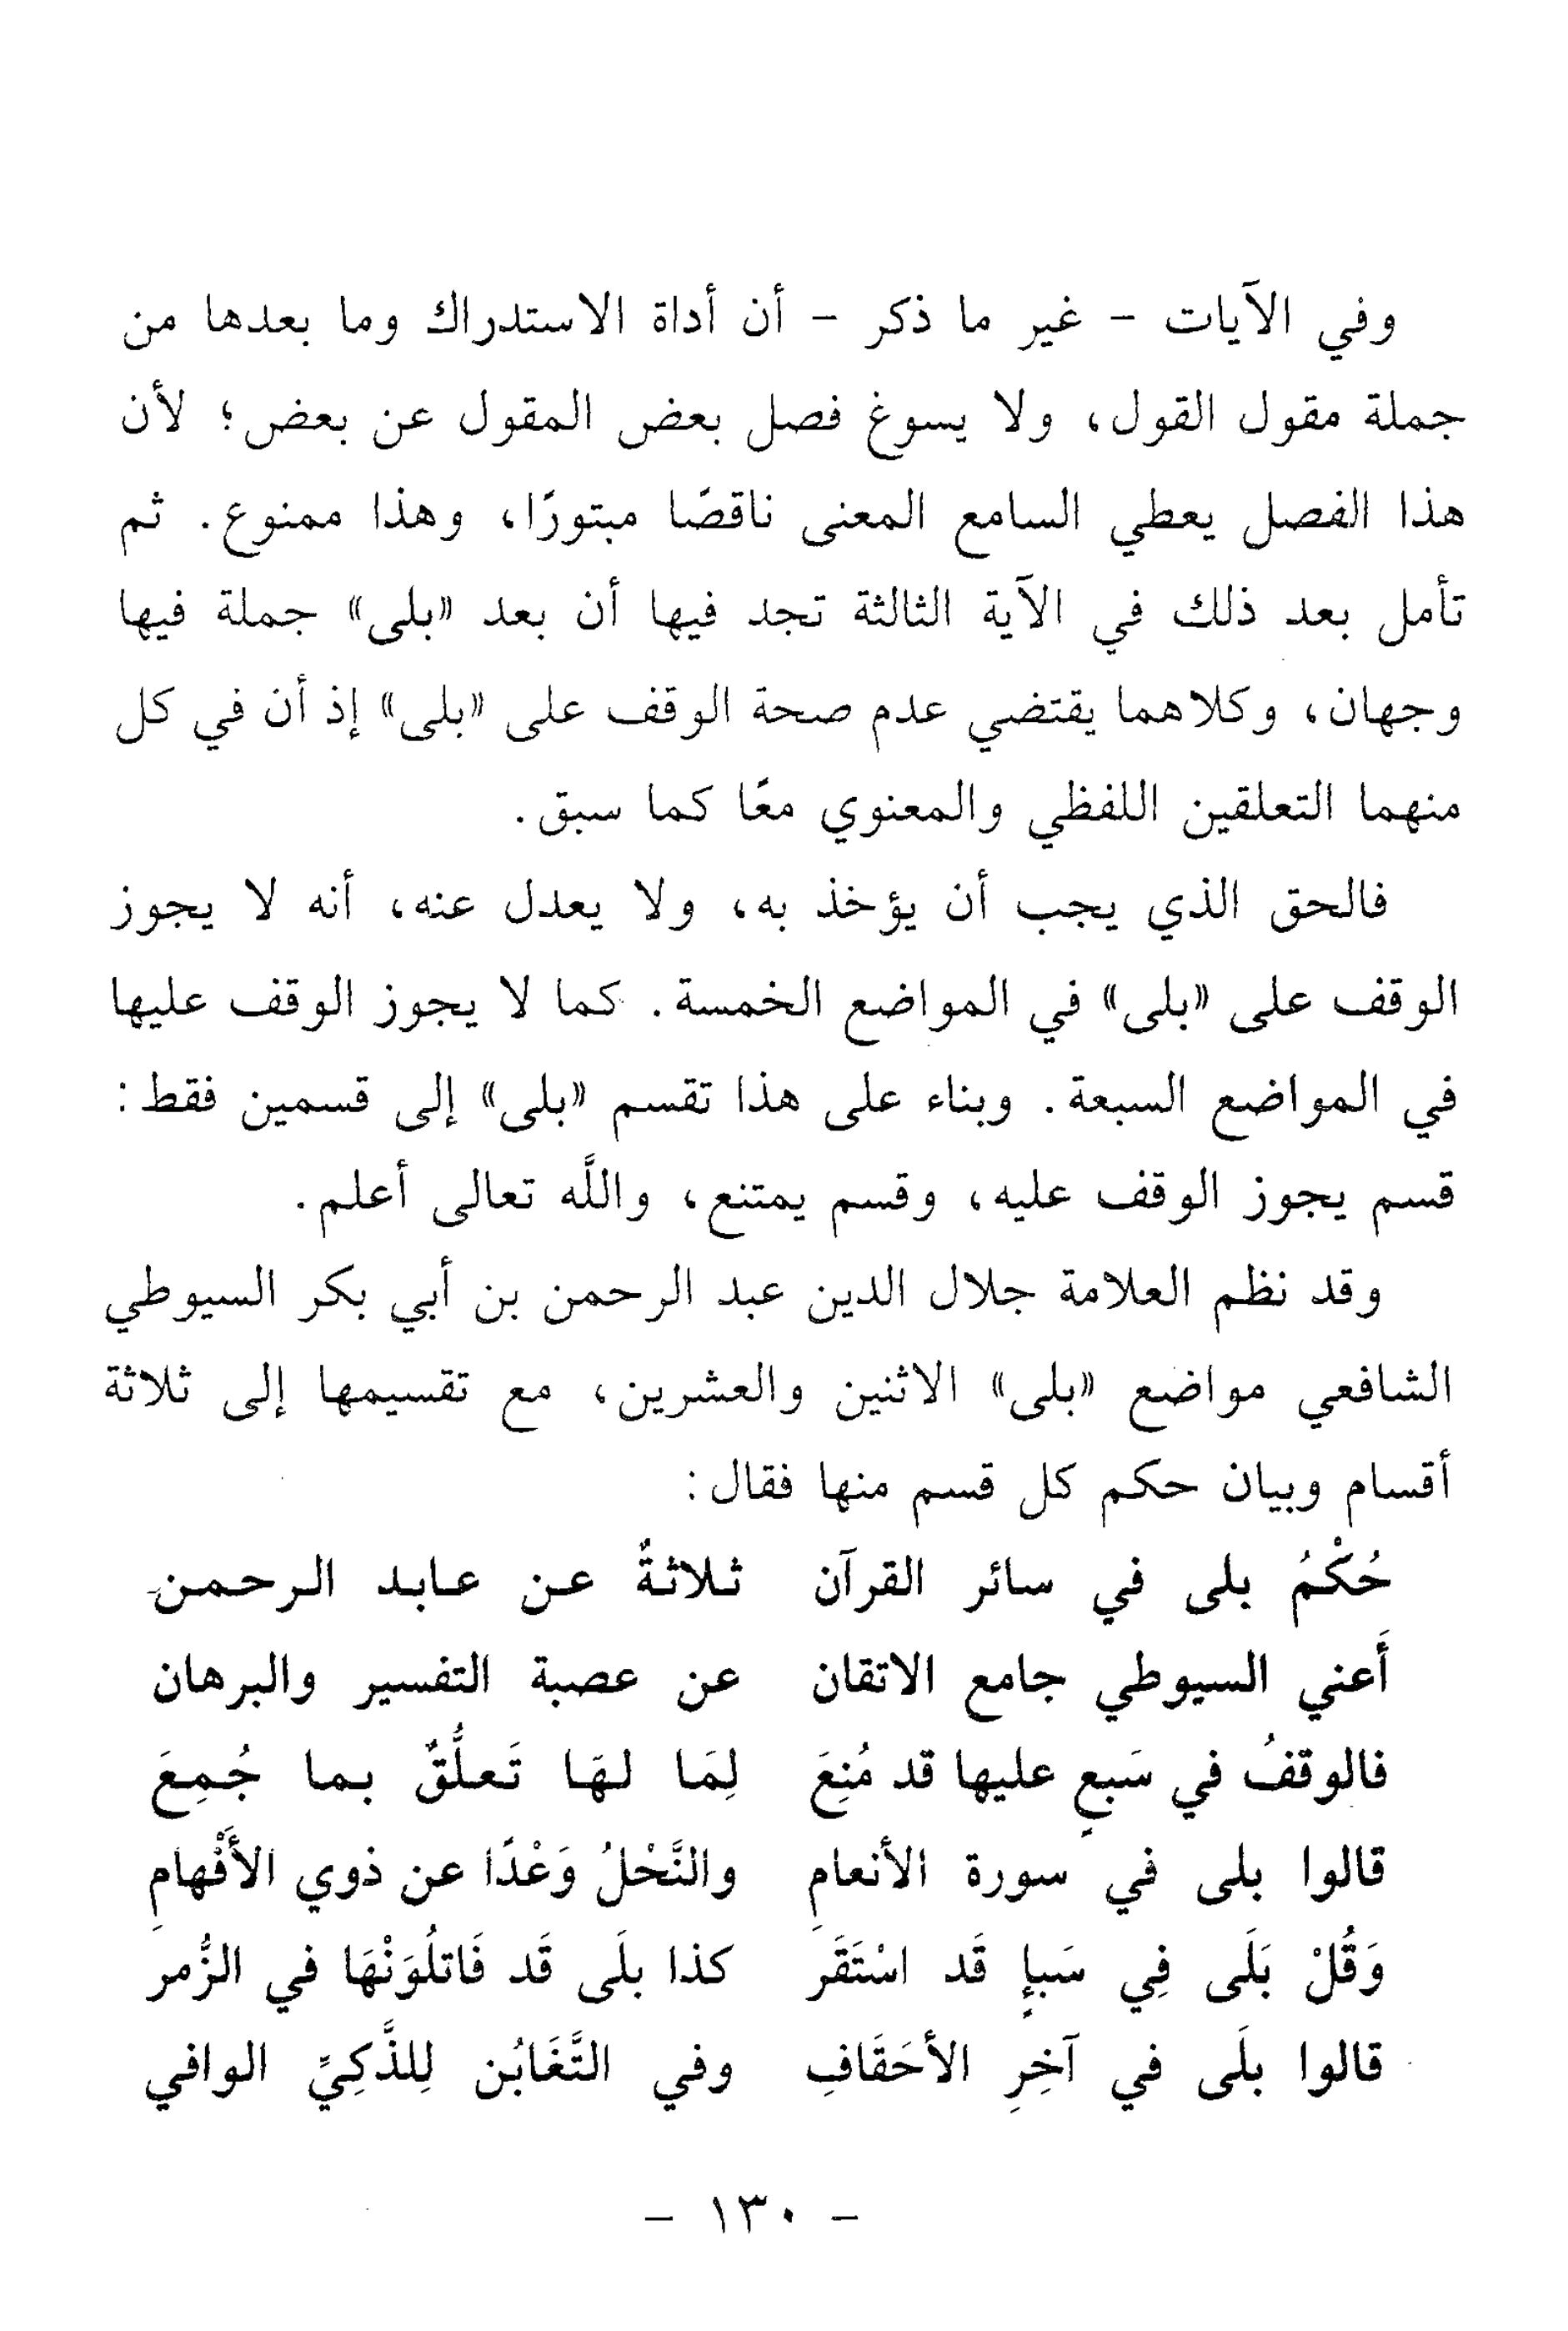 وفي الآيات - غير ما ذكر - أن أداة الاستدراك وما بعدها من
جملة مقول القول، ولا يسوغ فصل بعض المقول عن بعض؛ لأن
هذا الفصل يعطي السامع المعنى ناقصًا مبتورًا، وهذا ممنوع. ثم
تأمل بعد ذلك في الآية الثالثة تجد فيها أن بعد «بلى» جملة فيها
وجهان، وكلاهما يقتضي عدم صحة الوقف على «بلى» إذ أن في كل
منهما التعلقين اللفظي والمعنوي معًا كما سبق.
فالحق الذي يجب أن يؤخذ به، ولا يعدل عنه، أنه لا يجوز
الوقف على «بلى» في المواضع الخمسة. كما لا يجوز الوقف عليها
في المواضع السبعة. وبناء على هذا تقسم «بلى» إلى قسمين فقط:
قسم يجوز الوقف عليه، وقسم يمتنع، واللَّه تعالى أعلم.
وقد نظم العلامة جلال الدين عبد الرحمن بن أبي بكر السيوطي
الشافعي مواضع «بلى» الاثنين والعشرين، مع تقسيمها إلى ثلاثة
أقسام وبيان حكم كل قسم منها فقال:
حُكْمُ بلى في سائر القرآن ثلاثةٌ عن عابد الرحمن
أَعني السيوطي جامع الاتقان عن عصبة التفسير والبرهان
فالوقفُ في سَبعٍ عليها قد مُنِعَ لِمَا لهَا تَعلُّقٌ بما جُمِعَ
قالوا بلى في سورة الأنعامِ والنَّحْلُ وَعْدًا عن ذوي الأَفْهامِ
وَقُلْ بَلَى فِي سَبإٍ قَد اسْتَقَر كذا بلَى قَد فَاتلُوَنْهَا في الزُّمر
قالوا بلَى في آخِرِ الأحَقَافِ وفي التَّغَابُن لِلذَّكِيِّ الوافي
- ١٣٠ -